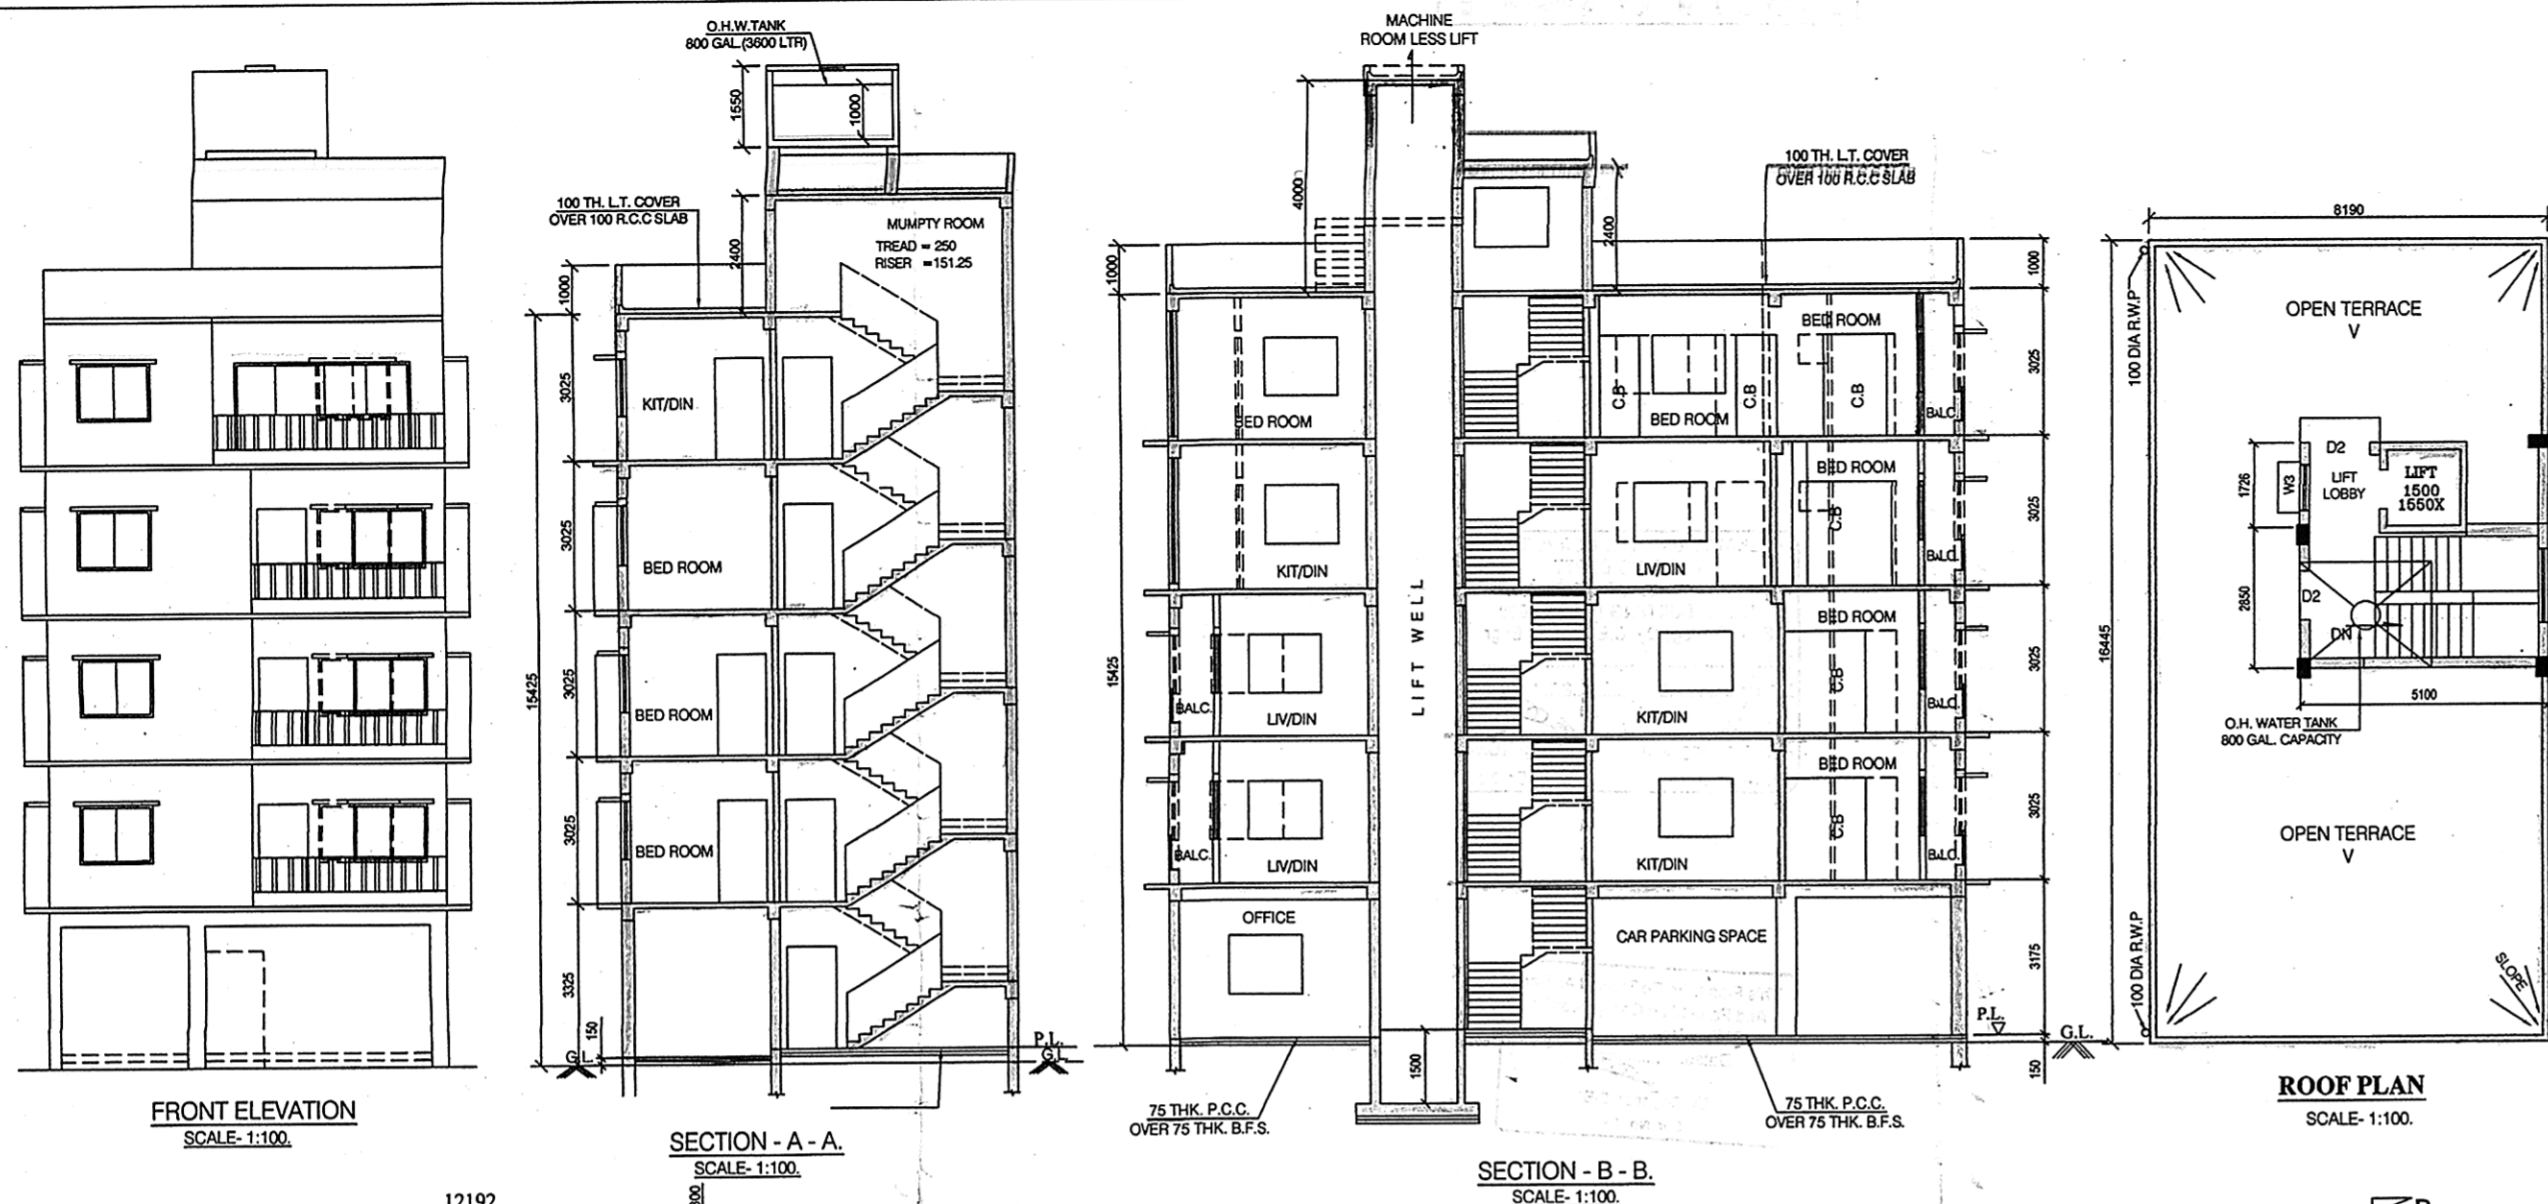 O.H.W.TANK
800 GAL.(3600 LTR)
1550
1000
100 TH. L.T. COVER
OVER 100 R.C.C SLAB
MUMPTY ROOM
TREAD = 250
RISER =151.25
2400
1000
15425
3025
3025
3025
3025
3325
150
KIT/DIN
BED ROOM
BED ROOM
BED ROOM
G.L.
P.L.
G.L.
FRONT ELEVATION
SCALE- 1:100.
SECTION - A - A.
SCALE- 1:100.
12192
MACHINE
ROOM LESS LIFT
4000
2400
100 TH. L.T. COVER
OVER 100 R.C.C SLAB
1000
1000
15425
3025
3025
3025
3025
3175
150
BED ROOM
BED ROOM
BED ROOM
C.B
C.B
C.B
BALC.
KIT/DIN
LIV/DIN
BED ROOM
C.B
BALC.
BALC.
LIV/DIN
KIT/DIN
BED ROOM
C.B
BALC.
BALC.
LIV/DIN
KIT/DIN
BED ROOM
C.B
BALC.
LIFT WELL
OFFICE
CAR PARKING SPACE
1500
P.L.
G.L.
75 THK. P.C.C.
OVER 75 THK. B.F.S.
75 THK. P.C.C.
OVER 75 THK. B.F.S.
SECTION - B - B.
SCALE- 1:100.
8190
16445
100 DIA R.W.P
OPEN TERRACE
V
D2
LIFT
LOBBY
LIFT
1500
1550X
W3
1726
2850
D2
DN
5100
O.H. WATER TANK
800 GAL. CAPACITY
OPEN TERRACE
V
100 DIA R.W.P
SLOPE
ROOF PLAN
SCALE- 1:100.